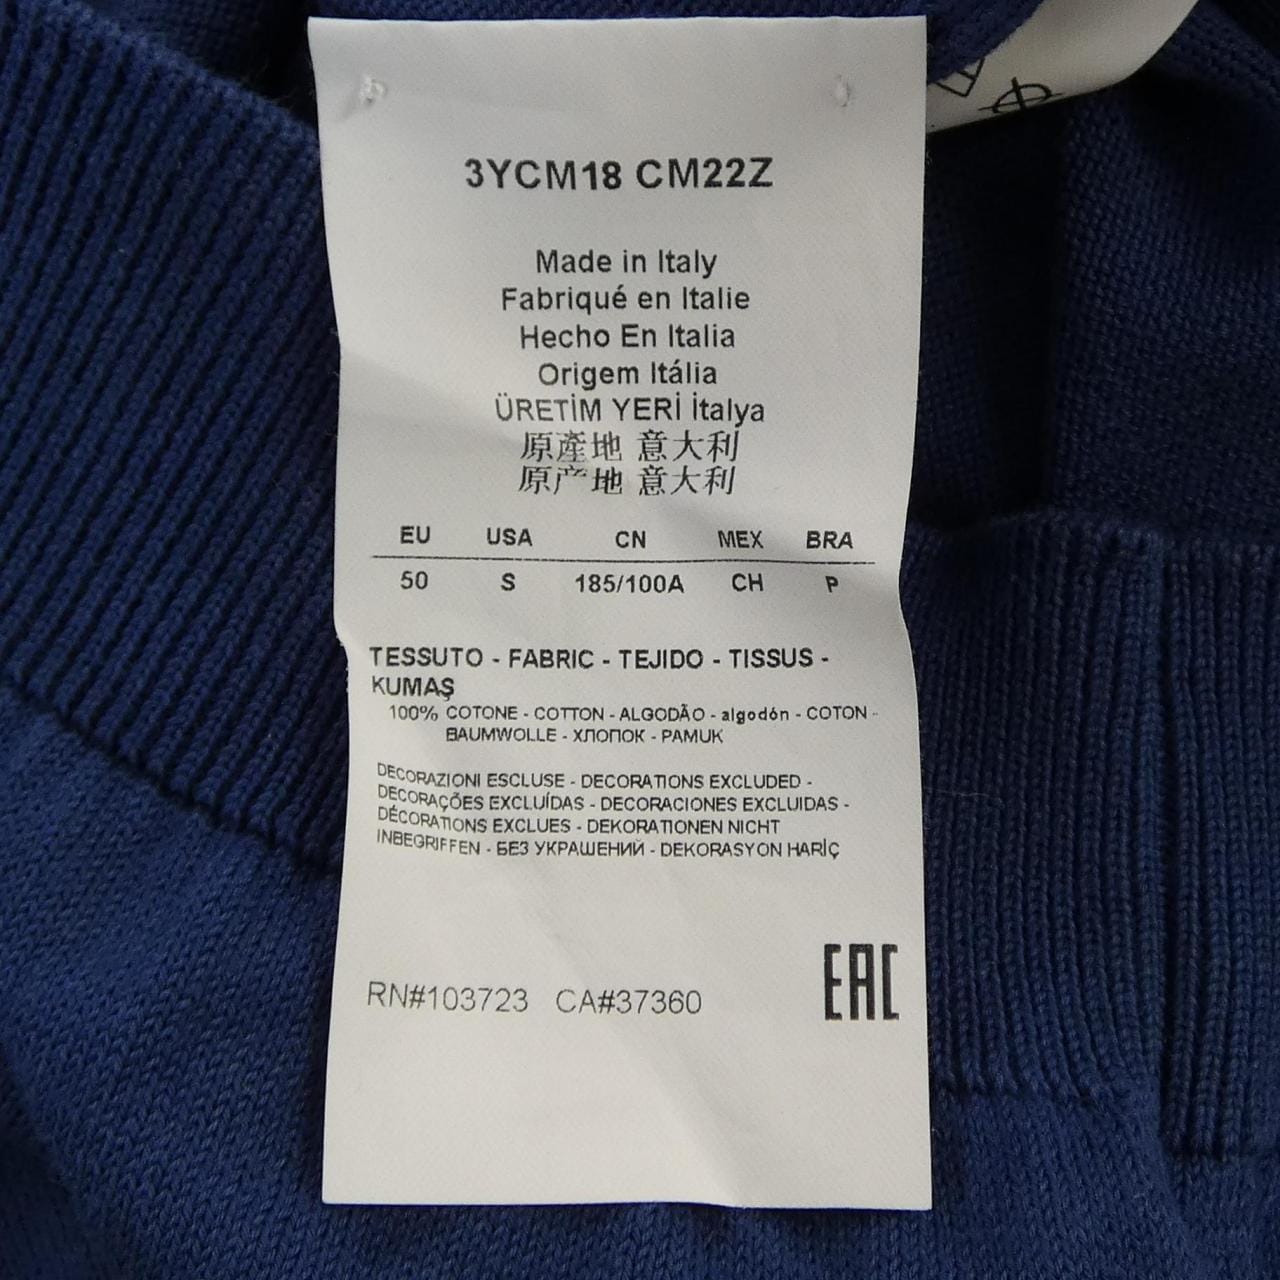 3YCM18 CM22Z
Made in Italy
Fabriqué en Italie
Hecho En Italia
Origem Itália
ÜRETİM YERİ İtalya
原產地 意大利
原产地 意大利
EU USA CN MEX BRA
50 S 185/100A CH P
TESSUTO - FABRIC - TEJIDO - TISSUS -
KUMAŞ
100% COTONE - COTTON - ALGODÃO - algodón - COTON -
BAUMWOLLE - ХЛОПОК - PAMUK
DECORAZIONI ESCLUSE - DECORATIONS EXCLUDED -
DECORAÇÕES EXCLUÍDAS - DECORACIONES EXCLUIDAS -
DÉCORATIONS EXCLUES - DEKORATIONEN NICHT
INBEGRIFFEN - БЕЗ УКРАШЕНИЙ - DEKORASYON HARİÇ
EAC
RN#103723 CA#37360